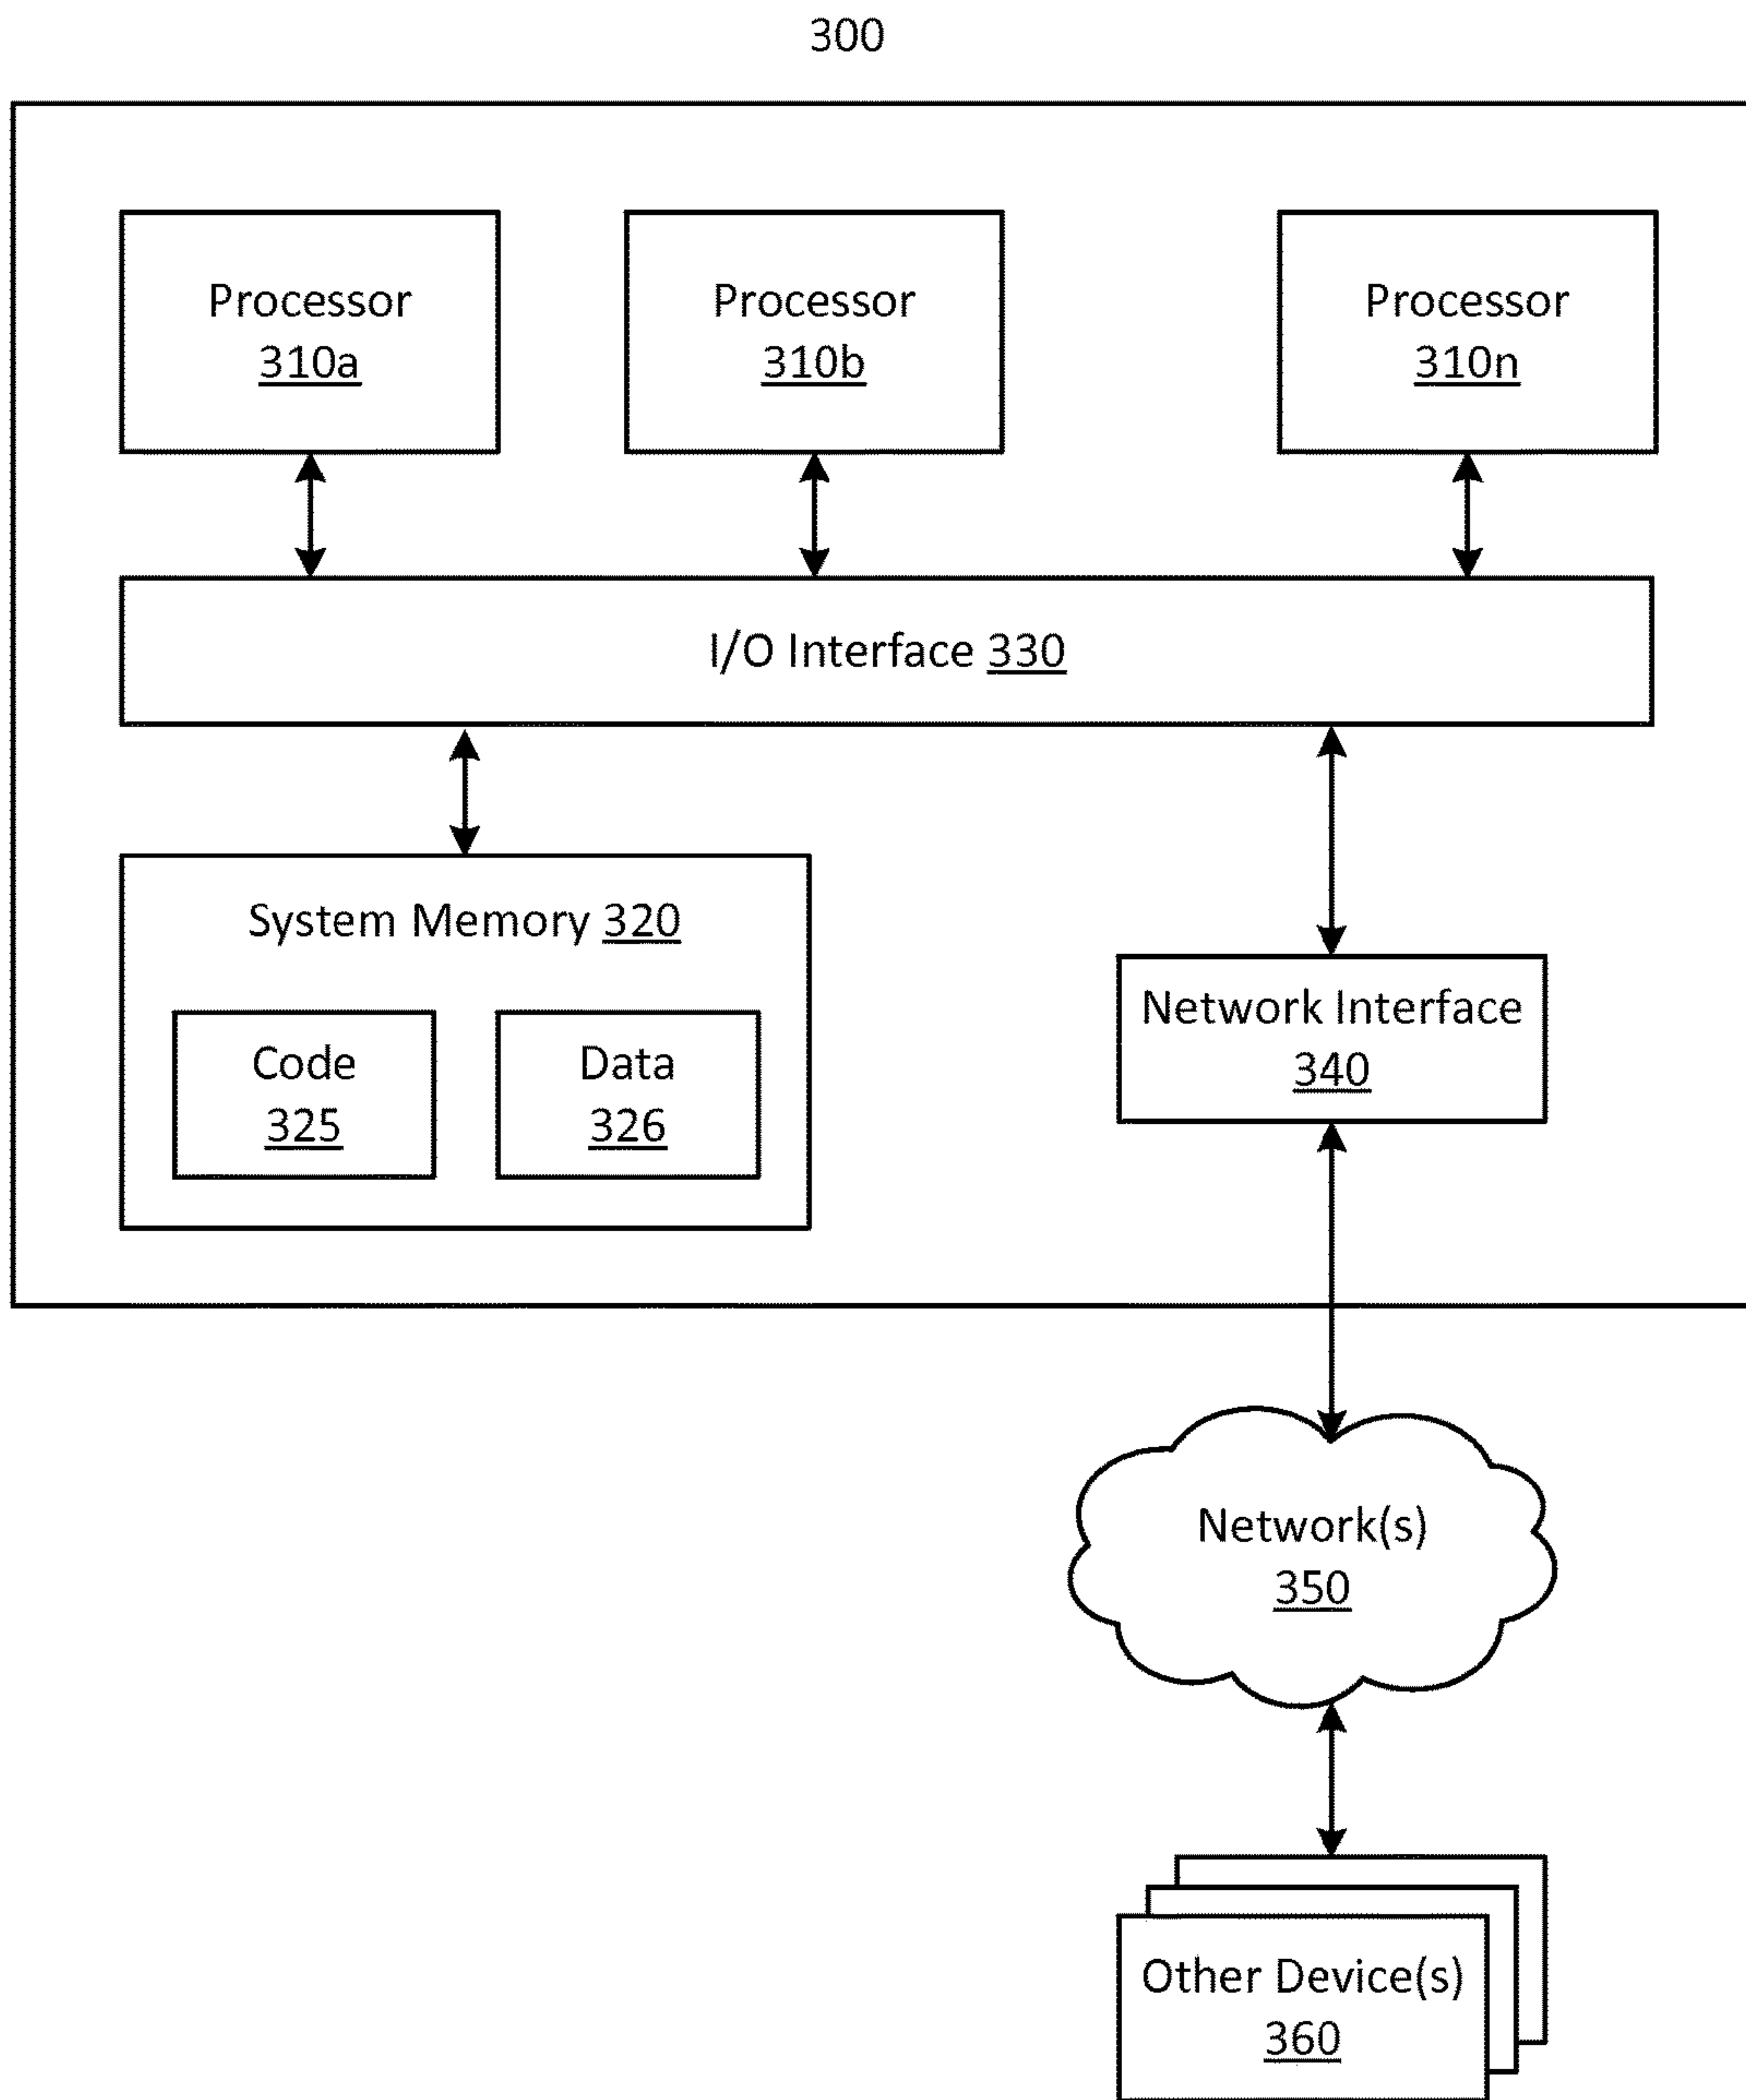 300
Processor
310a
Processor
310b
Processor
310n
I/O Interface 330
System Memory 320
Code
325
Data
326
Network Interface
340
Network(s)
350
Other Device(s)
360